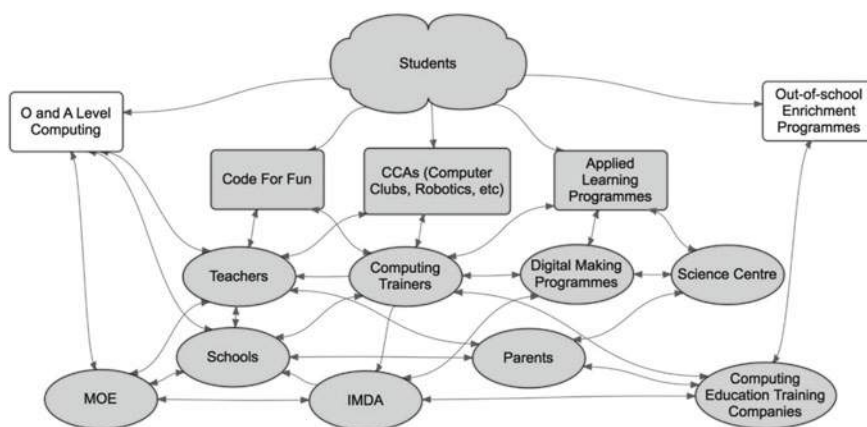 Students
O and A Level
Computing
Out-of-school
Enrichment
Programmes
Code For Fun
CCAs (Computer
Clubs, Robotics, etc)
Applied
Learning
Programmes
Teachers
Computing
Trainers
Digital Making
Programmes
Science Centre
Schools
Parents
MOE
IMDA
Computing
Education Training
Companies